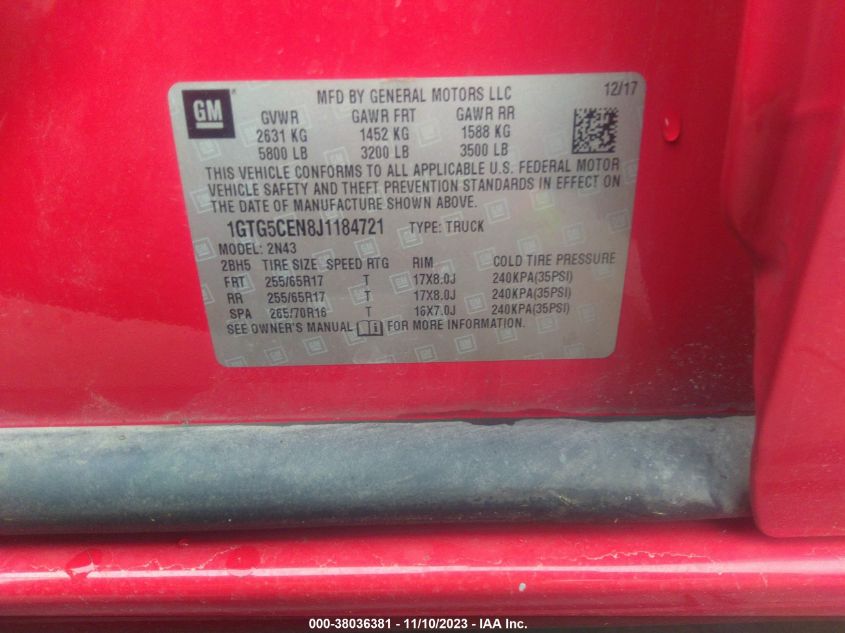 GM
MFD BY GENERAL MOTORS LLC 12/17
GVWR GAWR FRT GAWR RR
2631 KG 1452 KG 1588 KG
5800 LB 3200 LB 3500 LB
THIS VEHICLE CONFORMS TO ALL APPLICABLE U.S. FEDERAL MOTOR
VEHICLE SAFETY AND THEFT PREVENTION STANDARDS IN EFFECT ON
THE DATE OF MANUFACTURE SHOWN ABOVE.
1GTG5CEN8J1184721 TYPE: TRUCK
MODEL: 2N43
2BH5 TIRE SIZE SPEED RTG RIM COLD TIRE PRESSURE
FRT 255/65R17 T 17X8.0J 240KPA(35PSI)
RR 255/65R17 T 17X8.0J 240KPA(35PSI)
SPA 265/70R16 T 16X7.0J 240KPA(35PSI)
SEE OWNER'S MANUAL FOR MORE INFORMATION.
000-38036381 - 11/10/2023 - IAA Inc.